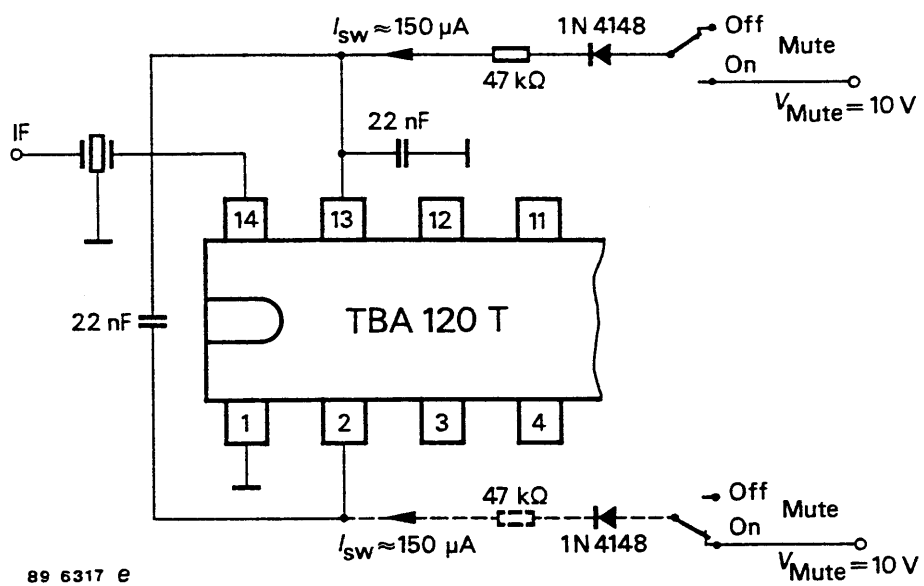 I_SW ≈ 150 µA
1N 4148
Off
Mute
On
47 kΩ
V_Mute = 10 V
22 nF
IF
14
13
12
11
22 nF
TBA 120 T
1
2
3
4
47 kΩ
Off
Mute
On
I_SW ≈ 150 µA
1N 4148
V_Mute = 10 V
89 6317 e